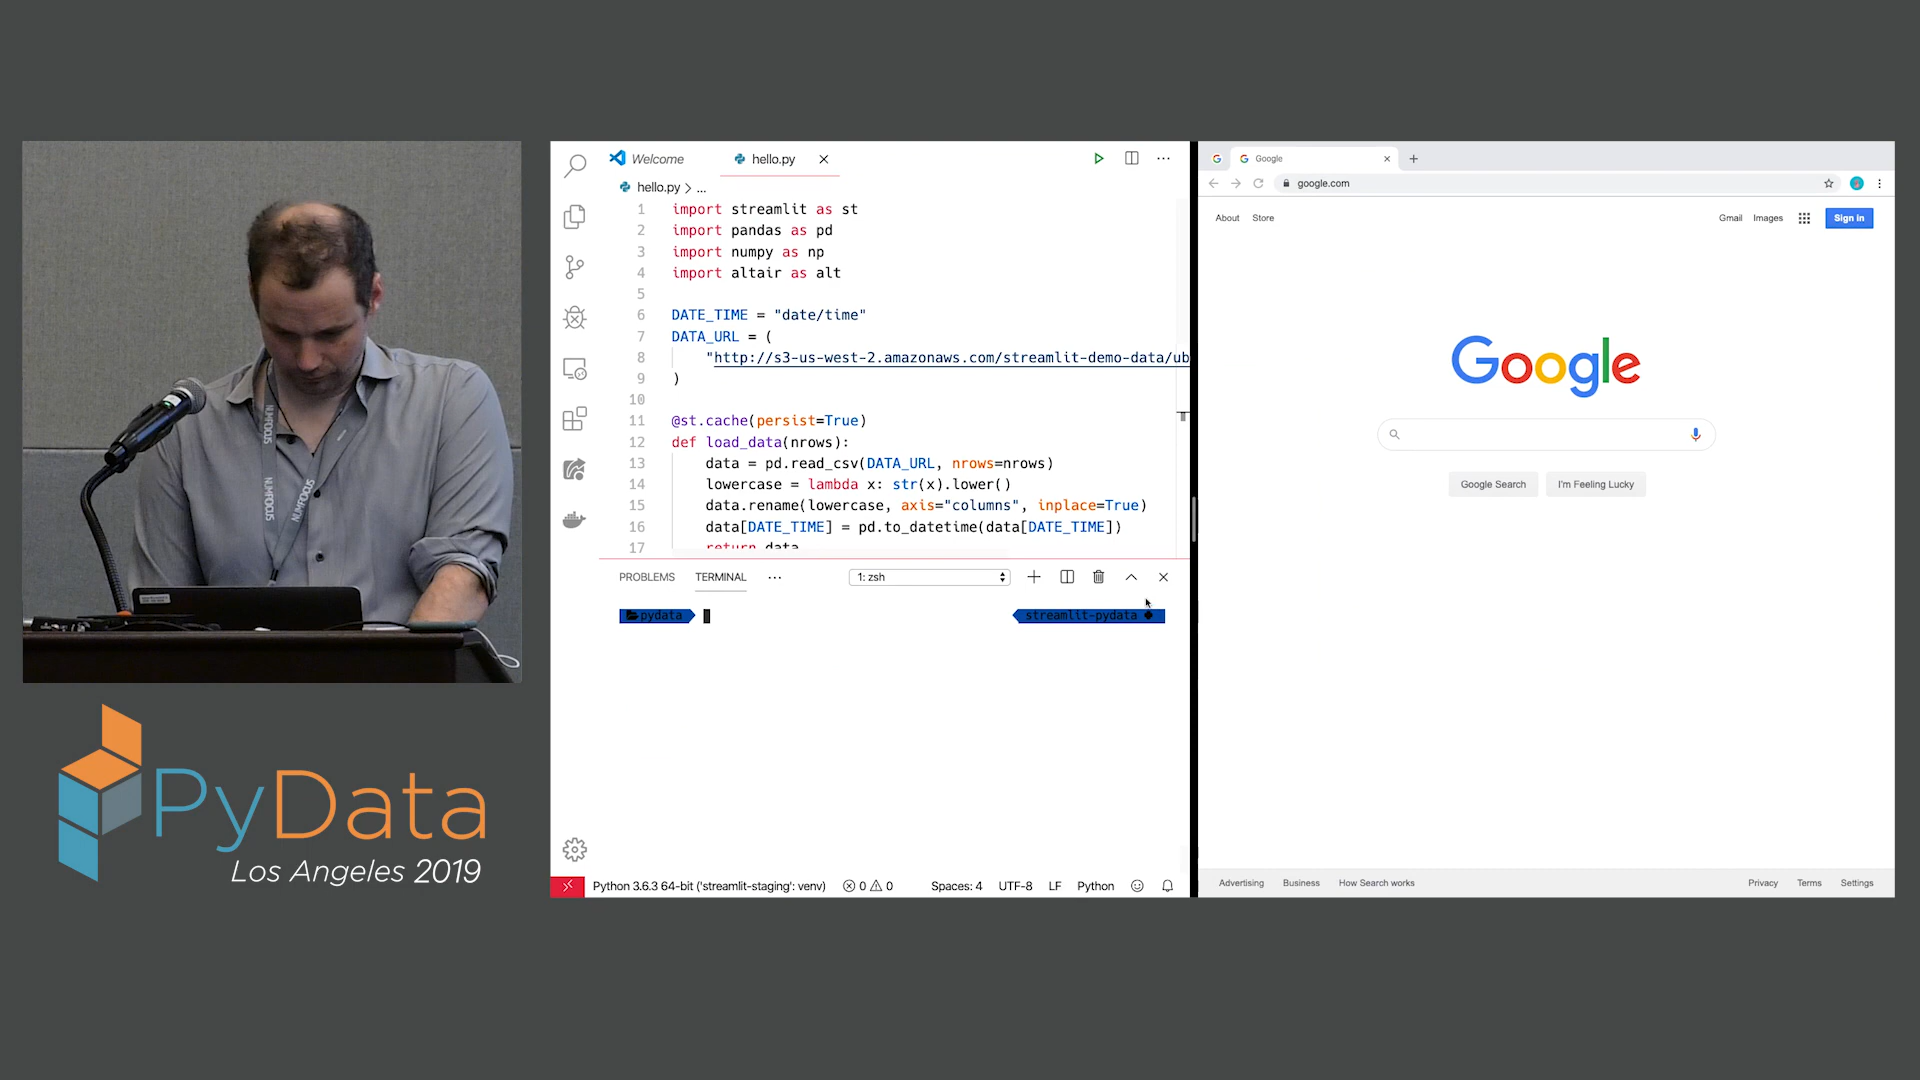 NUMFOCUS
NUMFOCUS
NUMFOCUS
PyData
Los Angeles 2019
Welcome
hello.py
hello.py > ...
1 import streamlit as st
2 import pandas as pd
3 import numpy as np
4 import altair as alt
5
6 DATE_TIME = "date/time"
7 DATA_URL = (
8 "http://s3-us-west-2.amazonaws.com/streamlit-demo-data/ub
9 )
10
11 @st.cache(persist=True)
12 def load_data(nrows):
13 data = pd.read_csv(DATA_URL, nrows=nrows)
14 lowercase = lambda x: str(x).lower()
15 data.rename(lowercase, axis="columns", inplace=True)
16 data[DATE_TIME] = pd.to_datetime(data[DATE_TIME])
17 return data
PROBLEMS TERMINAL ... 1: zsh
pydata streamlit-pydata
Python 3.6.3 64-bit ('streamlit-staging': venv) 0 0 Spaces: 4 UTF-8 LF Python
Google
google.com
About Store Gmail Images Sign in
Google
Google Search I'm Feeling Lucky
Advertising Business How Search works Privacy Terms Settings